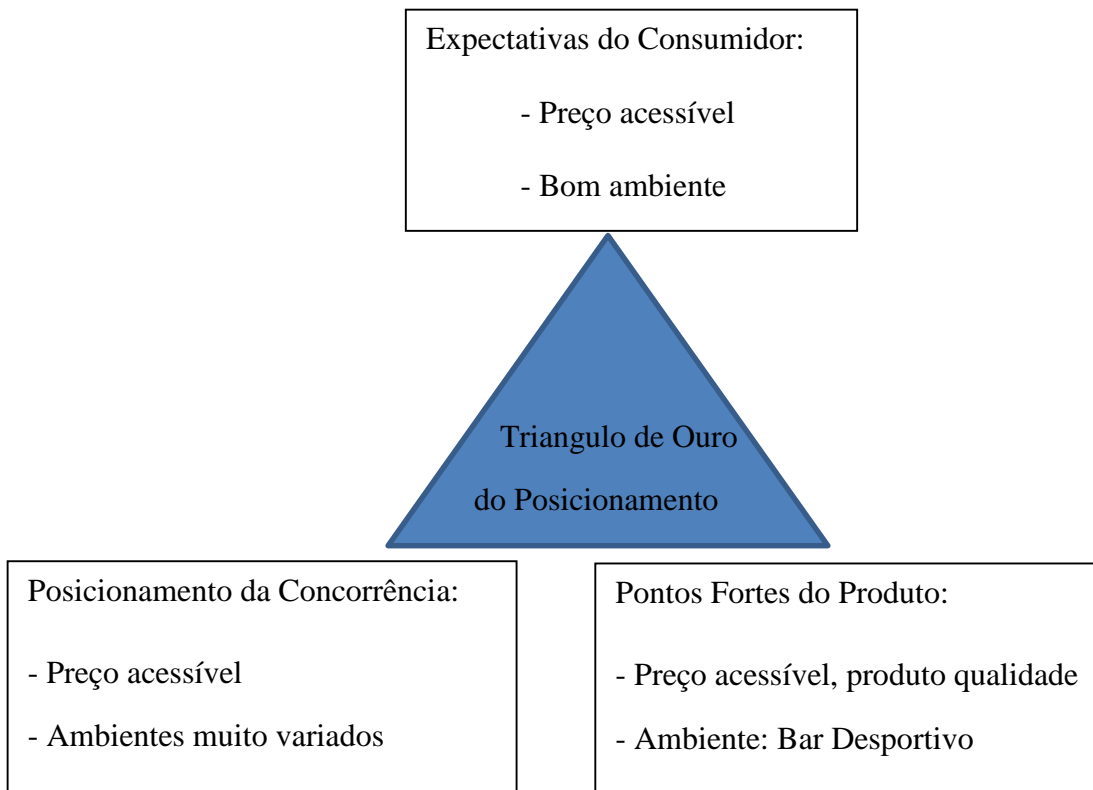 Expectativas do Consumidor:
- Preço acessível
- Bom ambiente
Triangulo de Ouro
do Posicionamento
Posicionamento da Concorrência:
- Preço acessível
- Ambientes muito variados
Pontos Fortes do Produto:
- Preço acessível, produto qualidade
- Ambiente: Bar Desportivo